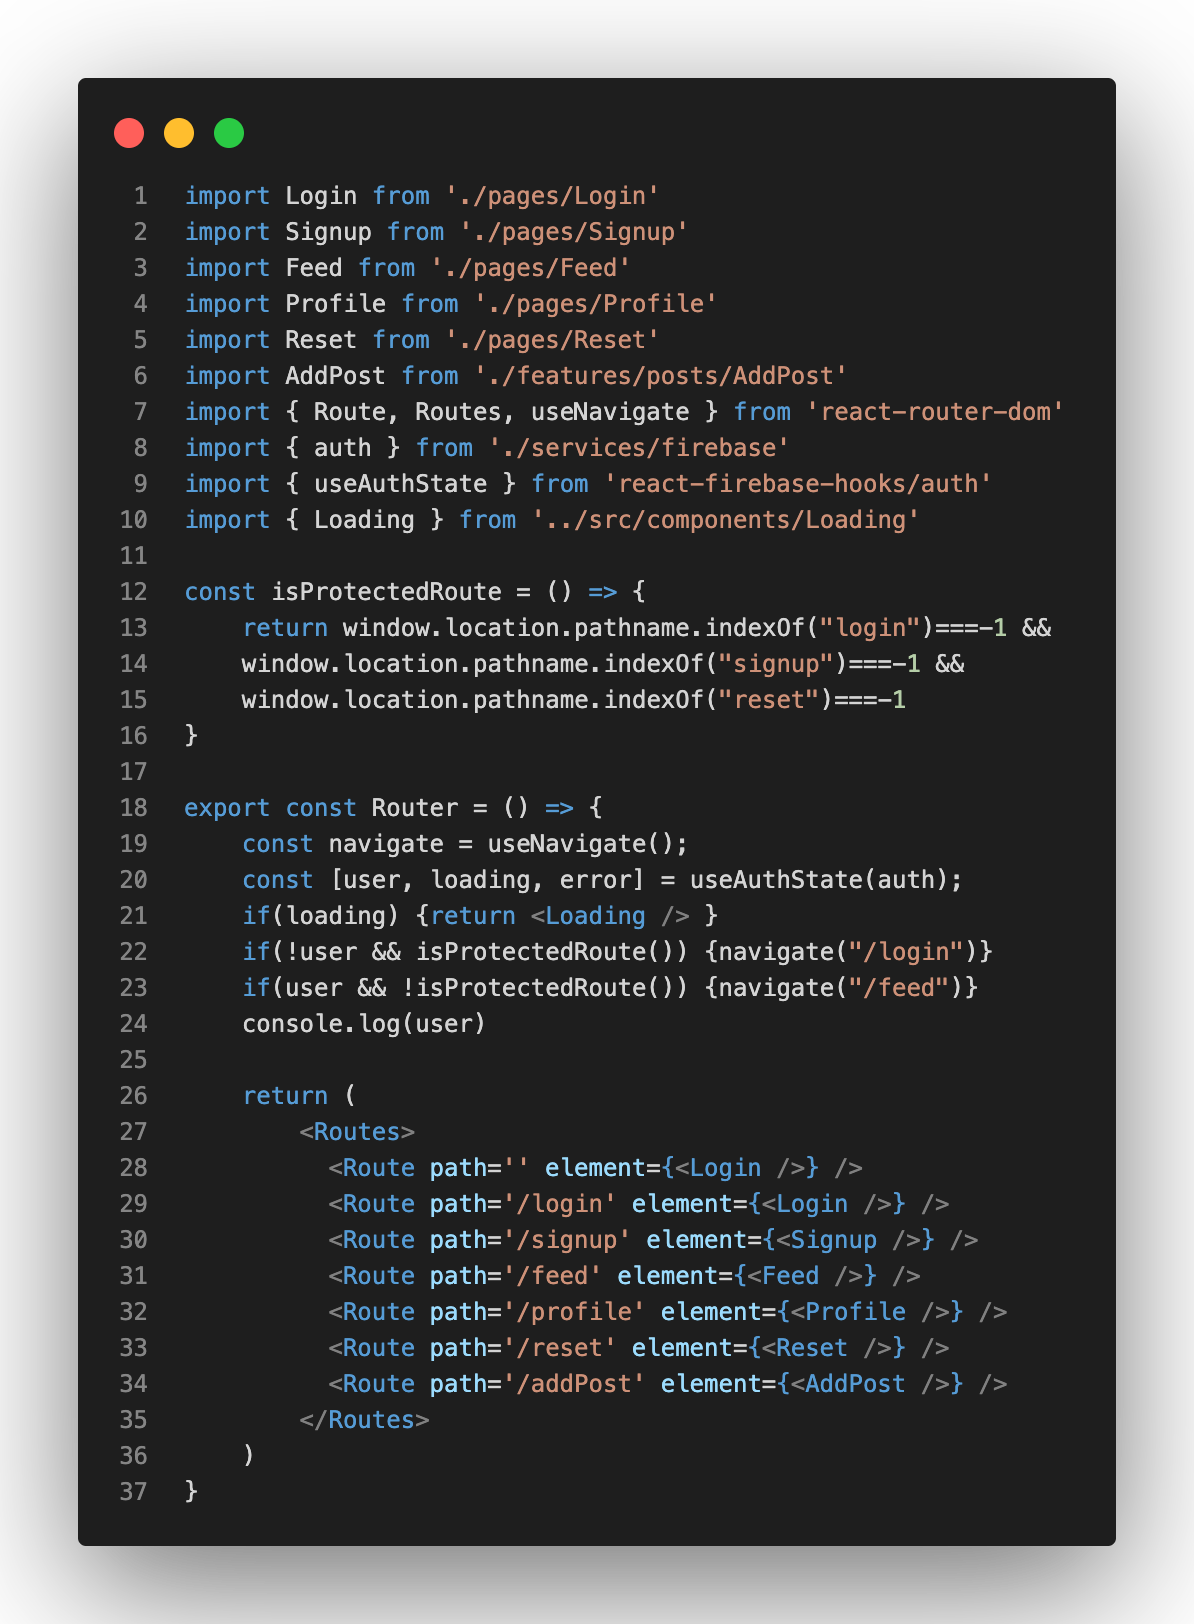 1 import Login from './pages/Login'
2 import Signup from './pages/Signup'
3 import Feed from './pages/Feed'
4 import Profile from './pages/Profile'
5 import Reset from './pages/Reset'
6 import AddPost from './features/posts/AddPost'
7 import { Route, Routes, useNavigate } from 'react-router-dom'
8 import { auth } from './services/firebase'
9 import { useAuthState } from 'react-firebase-hooks/auth'
10 import { Loading } from '../src/components/Loading'
11
12 const isProtectedRoute = () => {
13     return window.location.pathname.indexOf("login")===-1 &&
14     window.location.pathname.indexOf("signup")===-1 &&
15     window.location.pathname.indexOf("reset")===-1
16 }
17
18 export const Router = () => {
19     const navigate = useNavigate();
20     const [user, loading, error] = useAuthState(auth);
21     if(loading) {return <Loading /> }
22     if(!user && isProtectedRoute()) {navigate("/login")}
23     if(user && !isProtectedRoute()) {navigate("/feed")}
24     console.log(user)
25
26     return (
27         <Routes>
28           <Route path='' element={<Login />} />
29           <Route path='/login' element={<Login />} />
30           <Route path='/signup' element={<Signup />} />
31           <Route path='/feed' element={<Feed />} />
32           <Route path='/profile' element={<Profile />} />
33           <Route path='/reset' element={<Reset />} />
34           <Route path='/addPost' element={<AddPost />} />
35         </Routes>
36     )
37 }